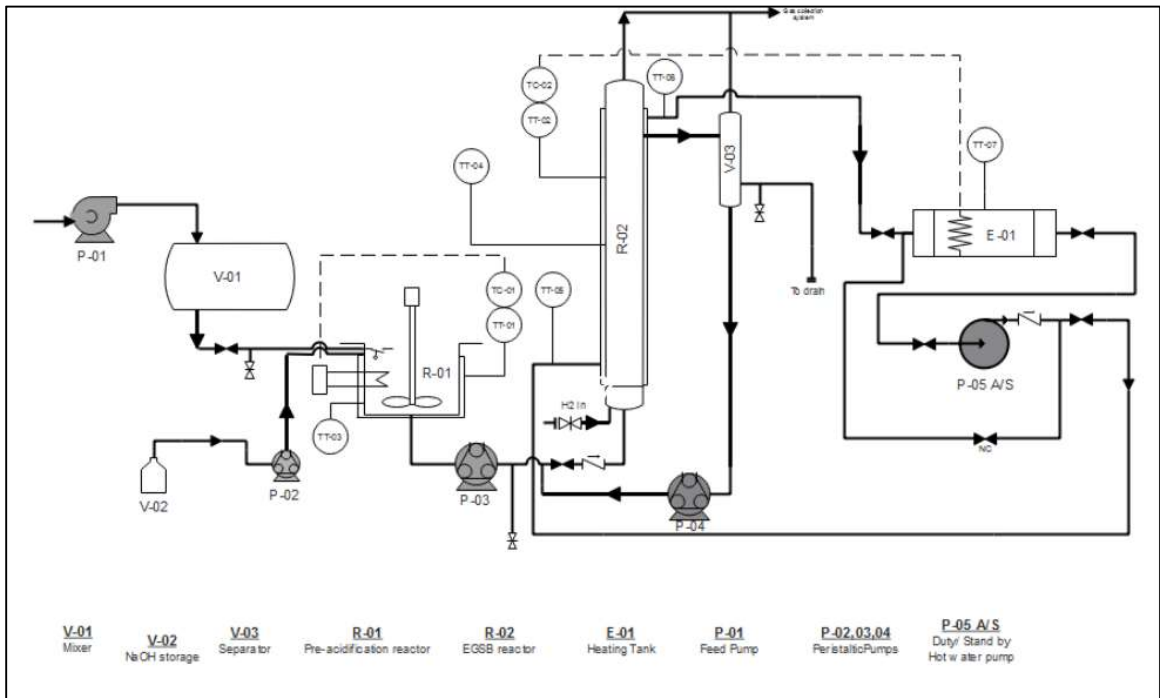 Gas collection
system
TC-02
TT-02
TT-06
TT-04
TT-07
V-03
R-02
E-01
P-01
V-01
TC-01
TT-01
TT-05
To drain
R-01
P-05 A/S
H2 In
TT-03
NC
V-02
P-02
P-03
P-04
V-01
Mixer
V-02
NaOH storage
V-03
Separator
R-01
Pre-acidification reactor
R-02
EGSB reactor
E-01
Heating Tank
P-01
Feed Pump
P-02,03,04
PeristalticPumps
P-05 A/S
Duty/ Stand by
Hot water pump